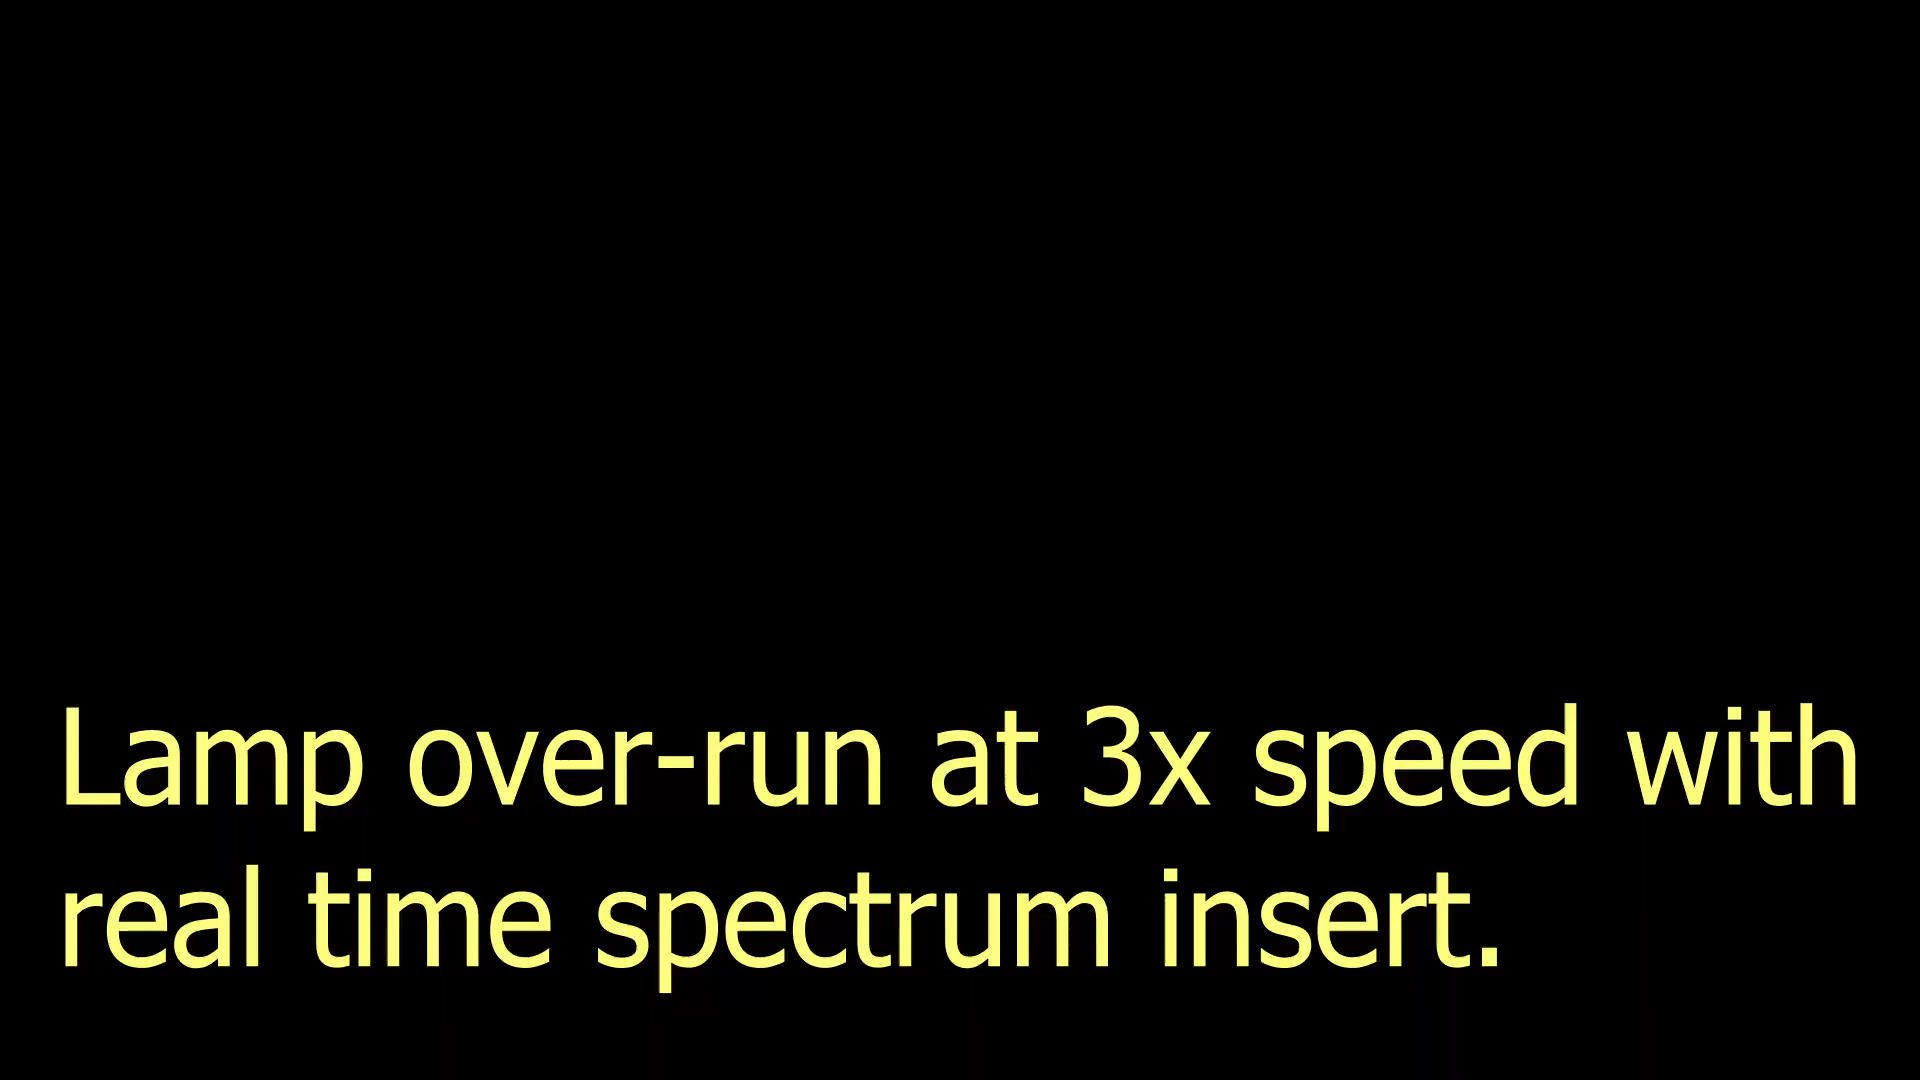 Lamp over-run at 3x speed with
real time spectrum insert.